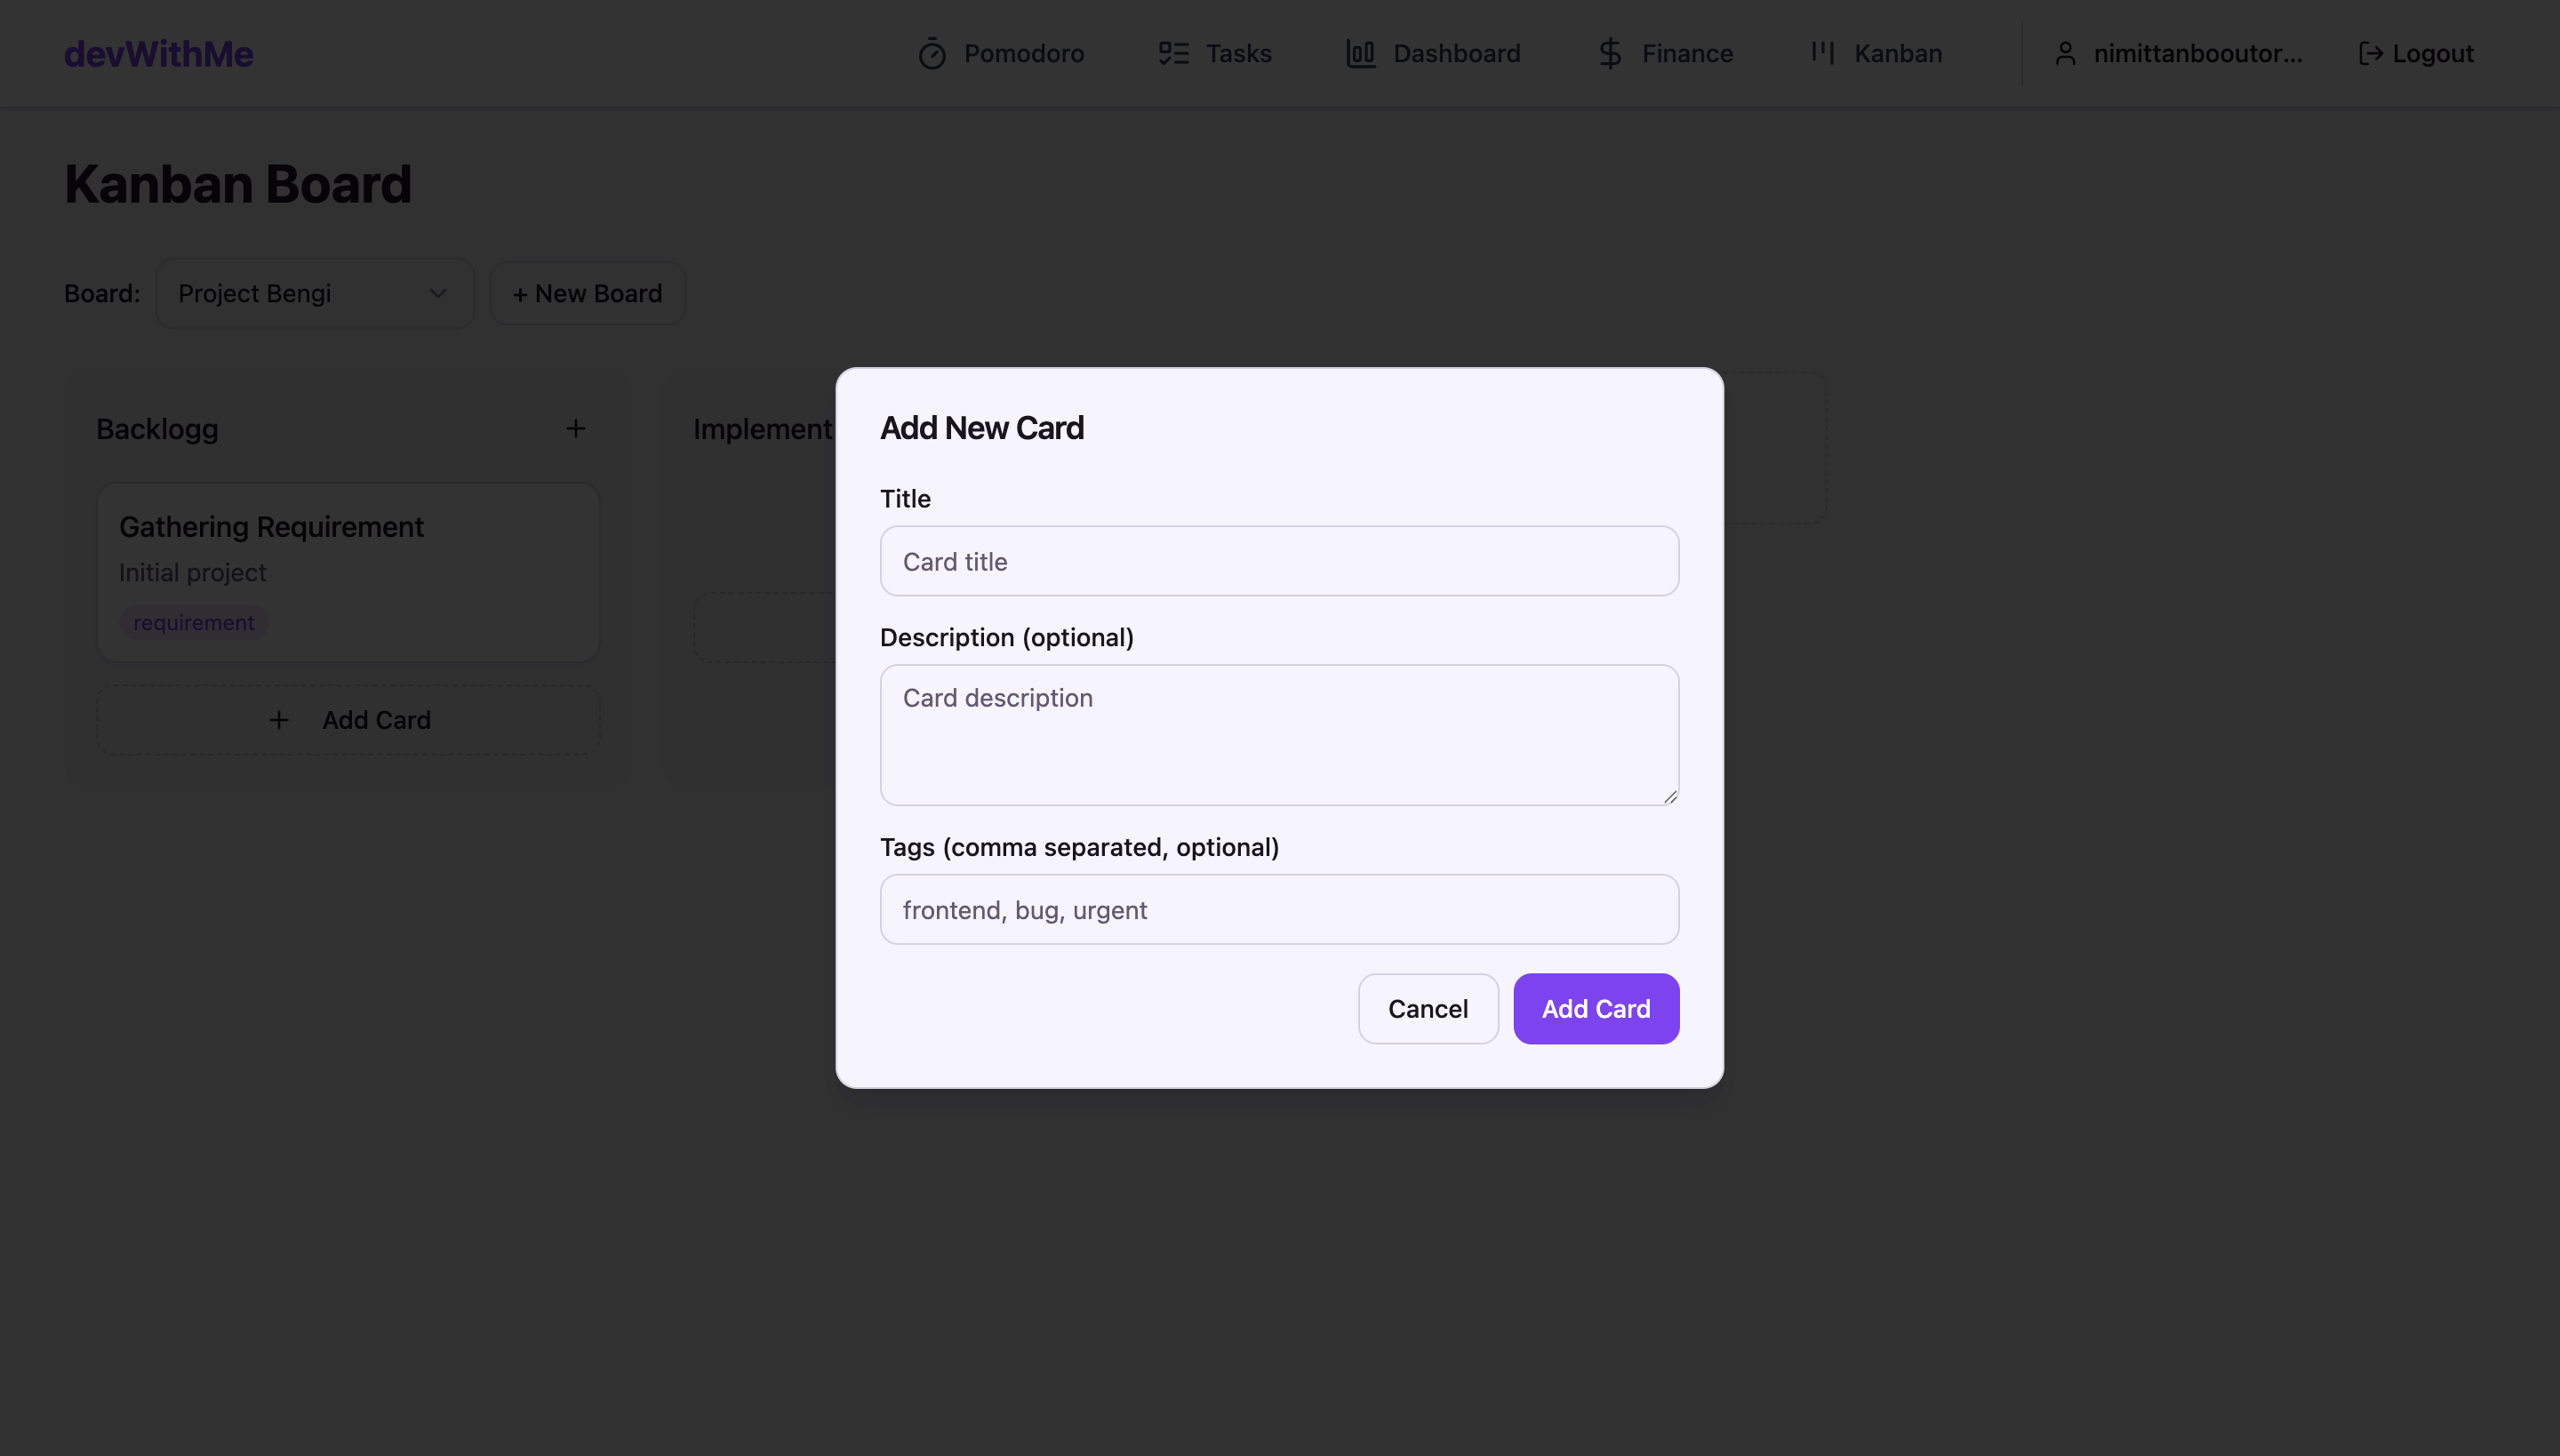 devWithMe
Pomodoro
Tasks
Dashboard
Finance
Kanban
nimittanbooutor...
Logout
Kanban Board
Board:
Project Bengi
+ New Board
Backlogg
Gathering Requirement
Initial project
requirement
Add Card
Implement
Add New Card
Title
Card title
Description (optional)
Card description
Tags (comma separated, optional)
frontend, bug, urgent
Cancel
Add Card